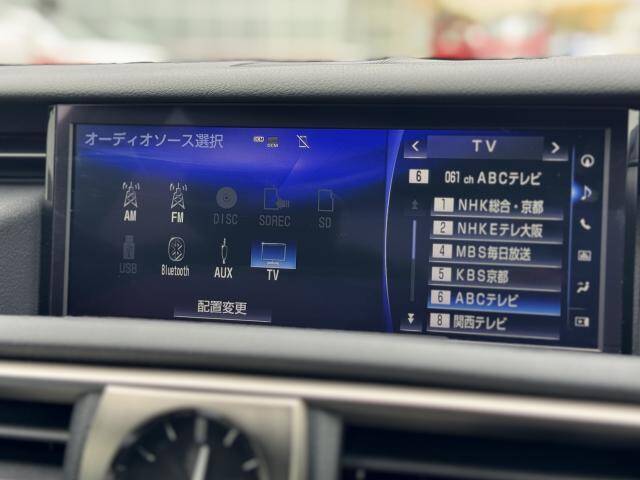 オーディオソース選択
DCM
DCM
AM
FM
DISC
SDREC
SD
USB
Bluetooth
AUX
TV
配置変更
TV
6 061 ch ABCテレビ
1 NHK総合・京都
2 NHKEテレ大阪
4 MBS毎日放送
5 KBS京都
6 ABCテレビ
8 関西テレビ